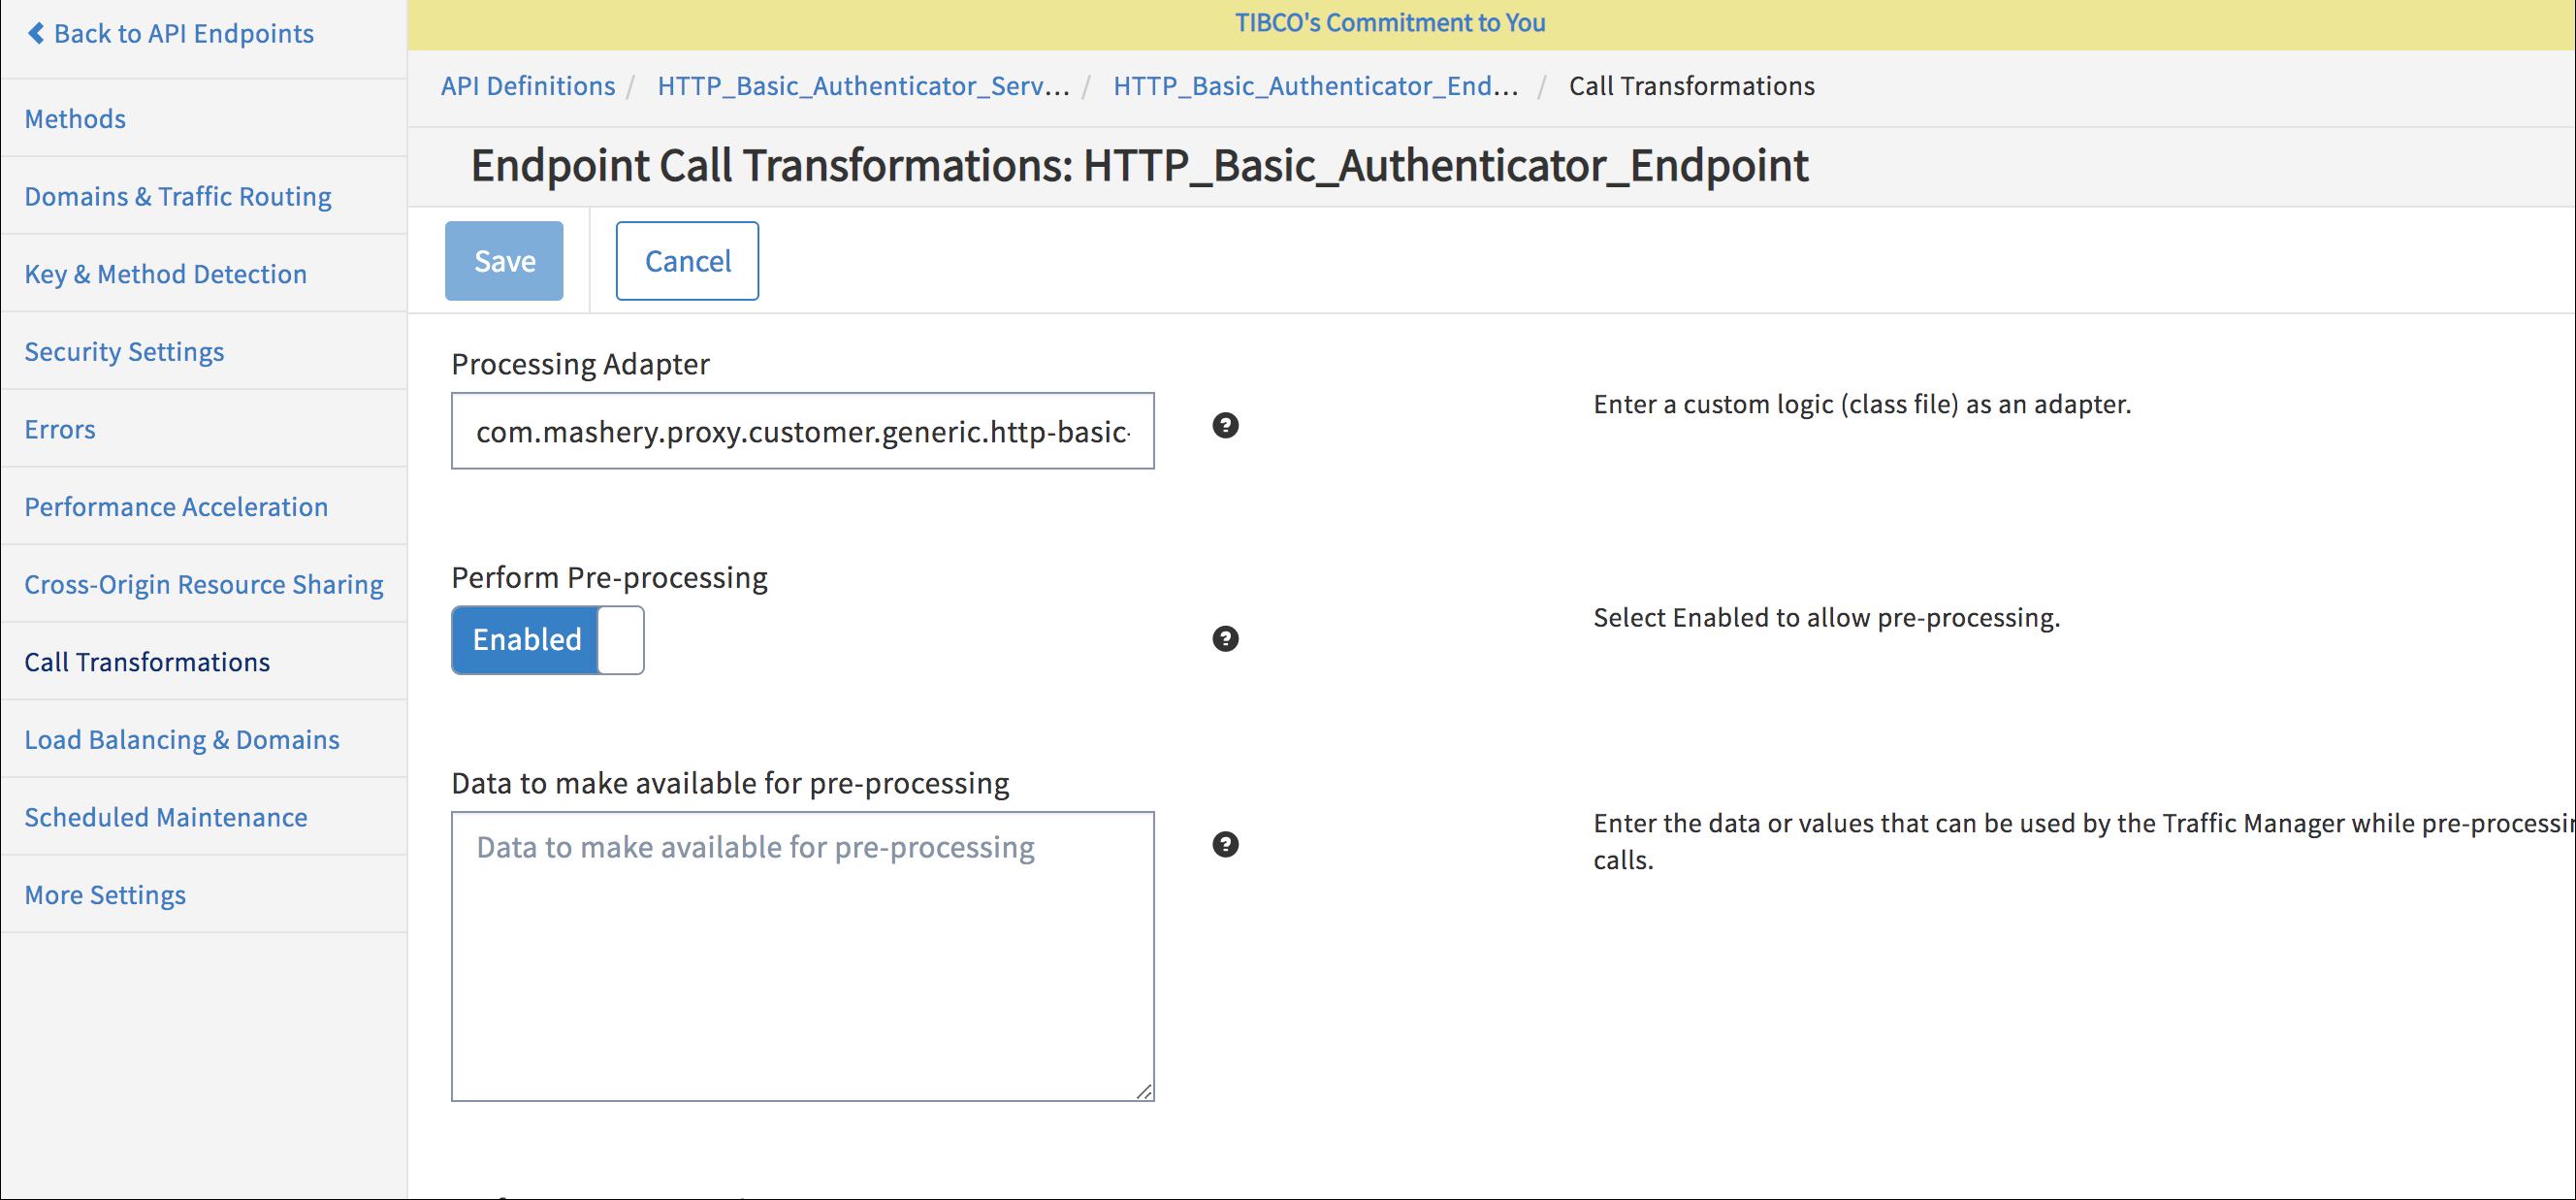 Back to API Endpoints
Methods
Domains & Traffic Routing
Key & Method Detection
Security Settings
Errors
Performance Acceleration
Cross-Origin Resource Sharing
Call Transformations
Load Balancing & Domains
Scheduled Maintenance
More Settings
TIBCO's Commitment to You
API Definitions / HTTP_Basic_Authenticator_Serv... / HTTP_Basic_Authenticator_End... / Call Transformations
Endpoint Call Transformations: HTTP_Basic_Authenticator_Endpoint
Save Cancel
Processing Adapter
com.mashery.proxy.customer.generic.http-basic-
Enter a custom logic (class file) as an adapter.
Perform Pre-processing
Enabled
Select Enabled to allow pre-processing.
Data to make available for pre-processing
Data to make available for pre-processing
Enter the data or values that can be used by the Traffic Manager while
calls.